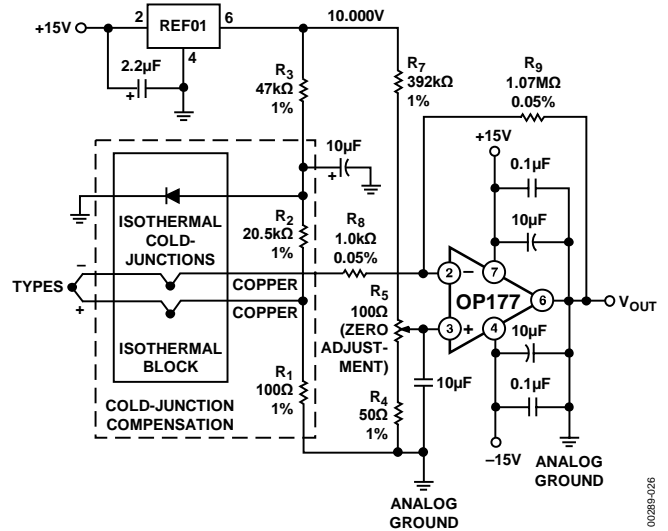 +15V
2
REF01
6
10.000V
4
2.2µF
+
R3
47kΩ
1%
R7
392kΩ
1%
R9
1.07MΩ
0.05%
+15V
10µF
+
0.1µF
10µF
ISOTHERMAL
COLD-
JUNCTIONS
R2
20.5kΩ
1%
R8
1.0kΩ
0.05%
TYPES
–
+
COPPER
COPPER
ISOTHERMAL
BLOCK
R5
100Ω
(ZERO
ADJUST-
MENT)
2
–
7
OP177
6
3
+
4
VOUT
10µF
0.1µF
10µF
R1
100Ω
1%
R4
50Ω
1%
COLD-JUNCTION
COMPENSATION
–15V
ANALOG
GROUND
ANALOG
GROUND
00289-026